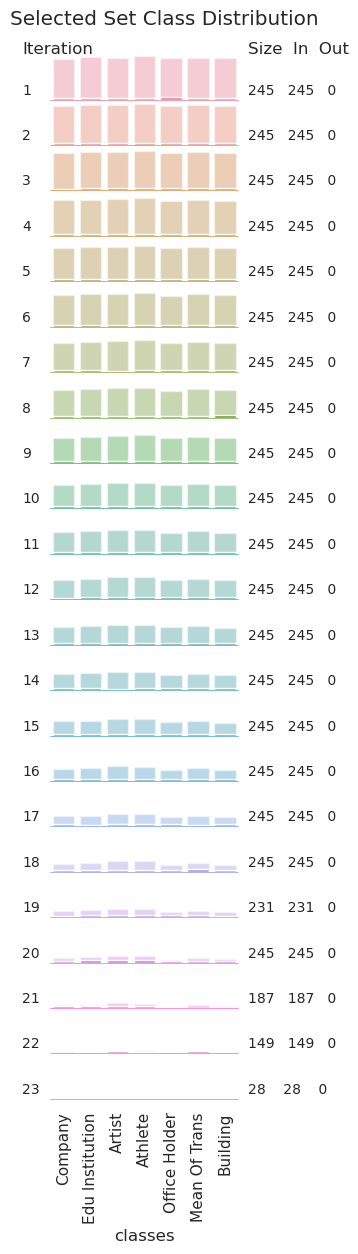 Selected Set Class Distribution
Iteration Size In Out
1 245 245 0
2 245 245 0
3 245 245 0
4 245 245 0
5 245 245 0
6 245 245 0
7 245 245 0
8 245 245 0
9 245 245 0
10 245 245 0
11 245 245 0
12 245 245 0
13 245 245 0
14 245 245 0
15 245 245 0
16 245 245 0
17 245 245 0
18 245 245 0
19 231 231 0
20 245 245 0
21 187 187 0
22 149 149 0
23 28 28 0
Company
Edu Institution
Artist
Athlete
Office Holder
Mean Of Trans
Building
classes